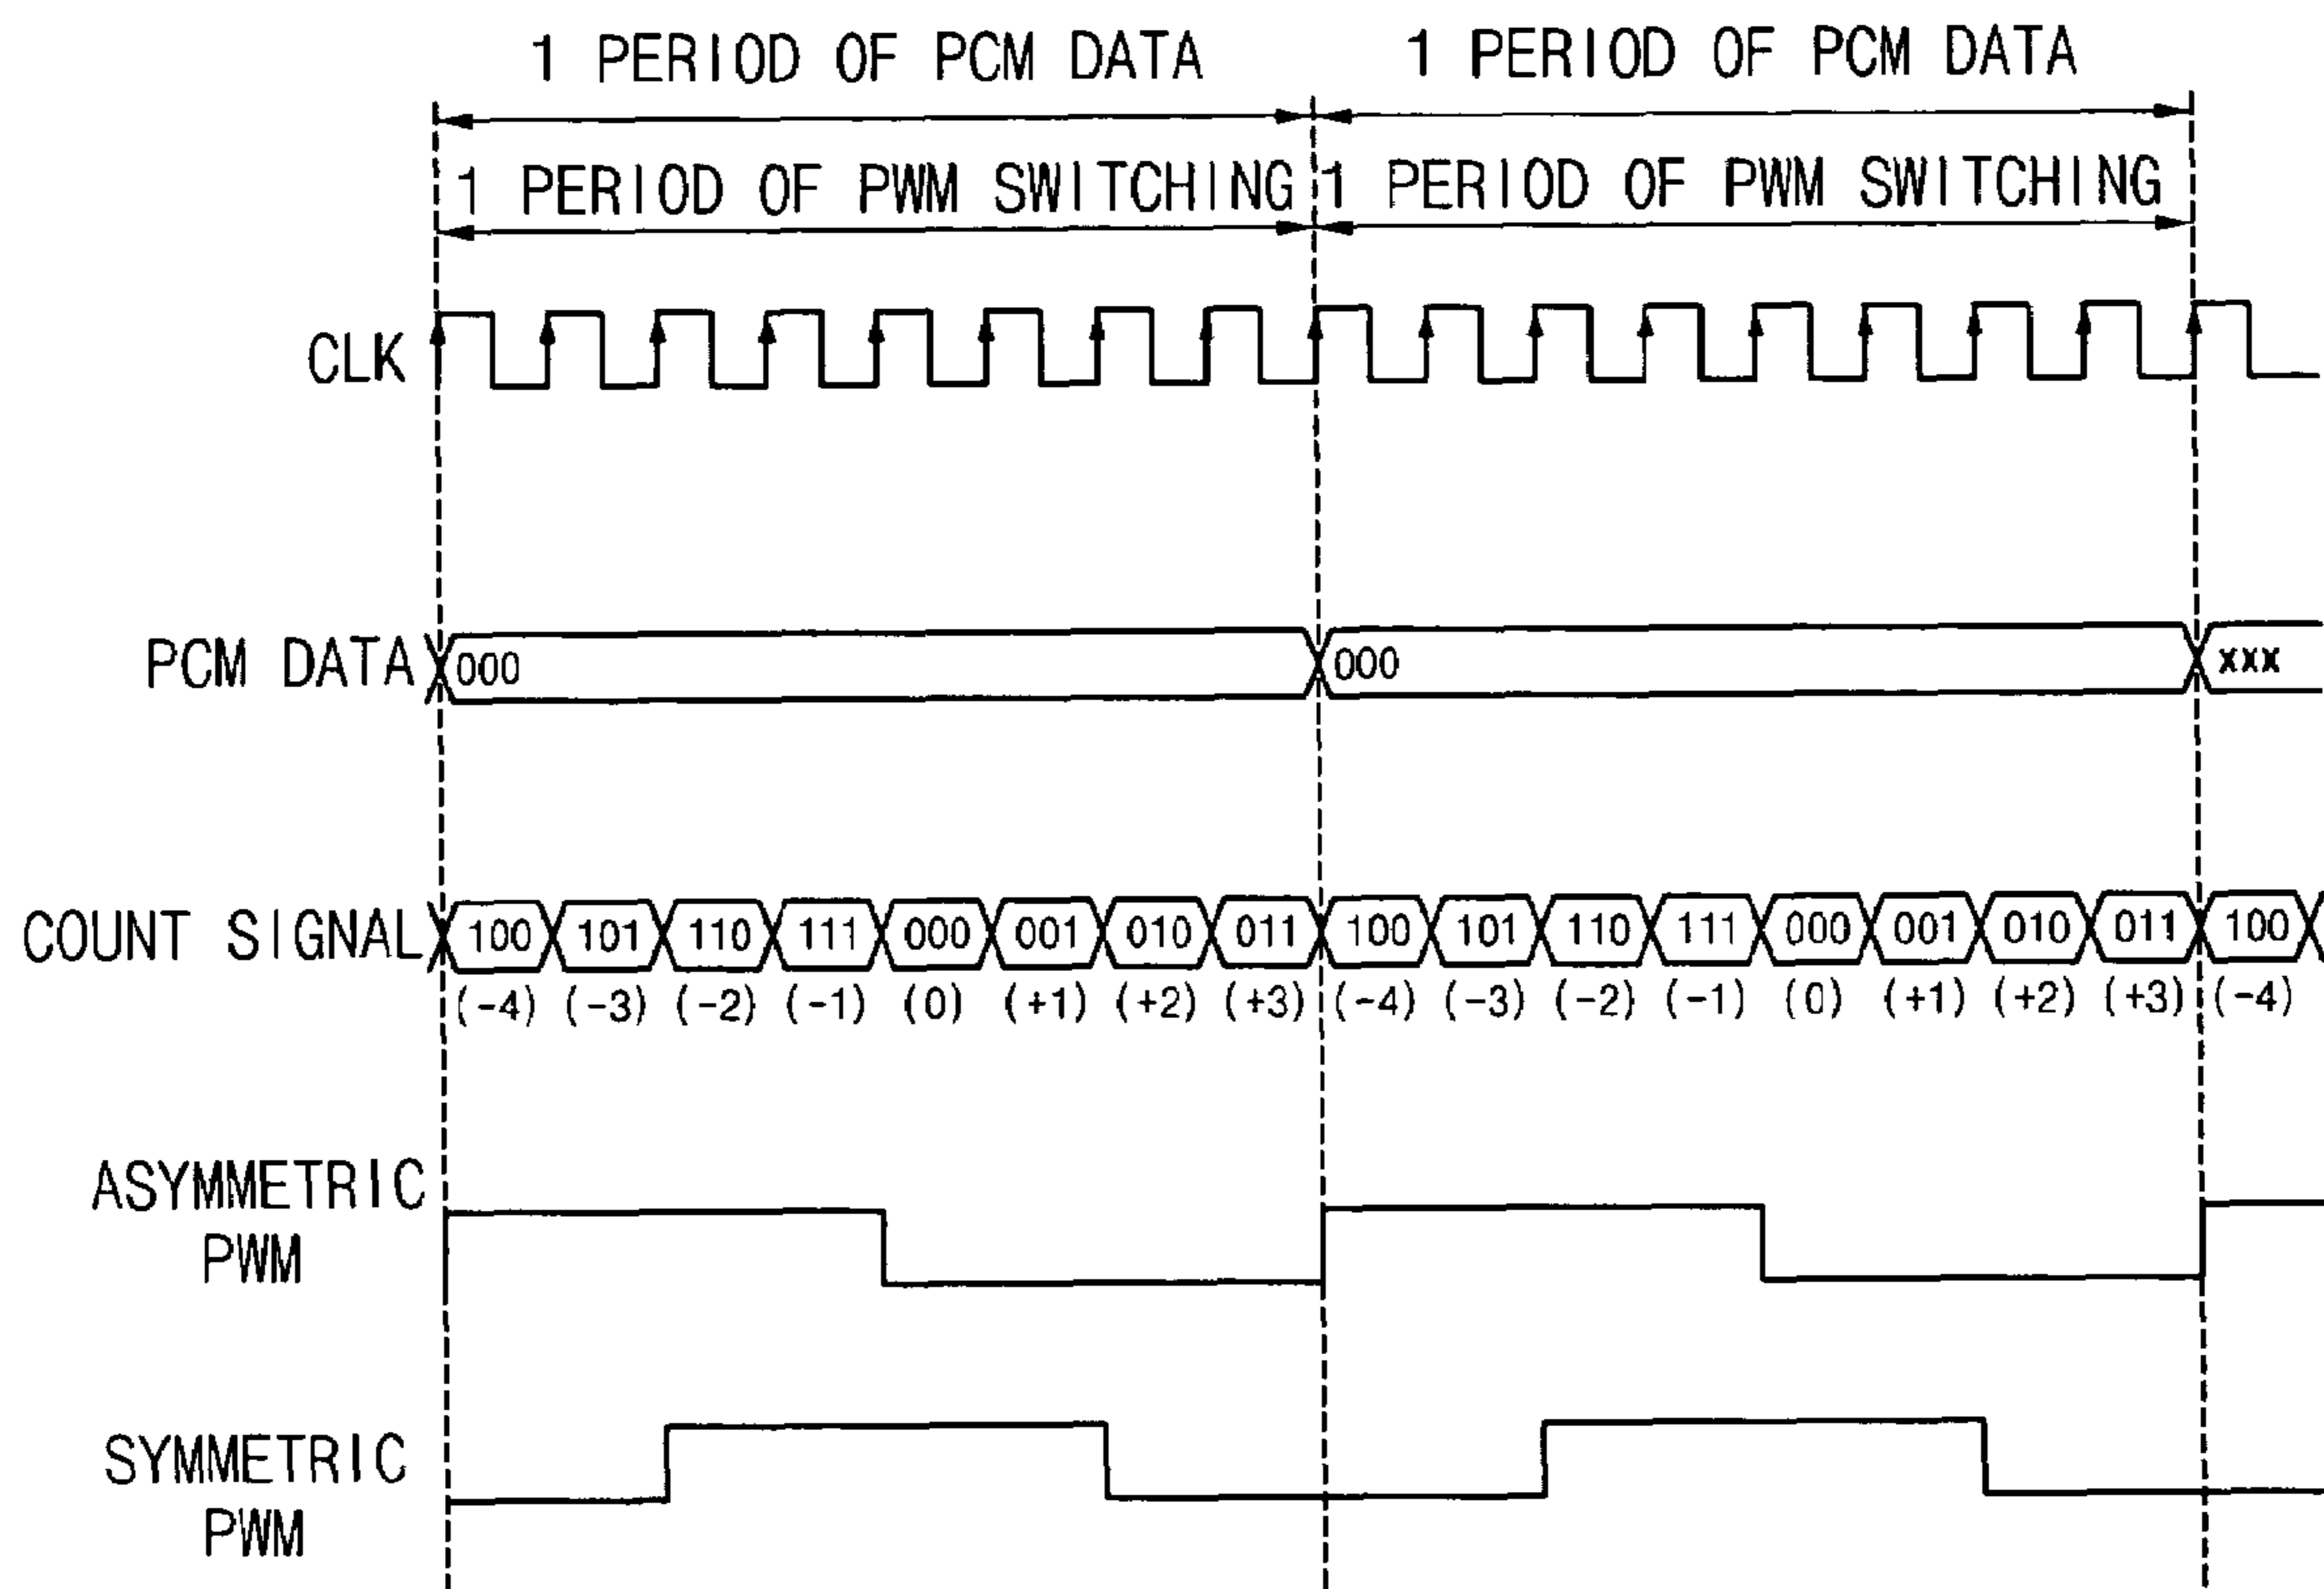 1 PERIOD OF PCM DATA 1 PERIOD OF PCM DATA
1 PERIOD OF PWM SWITCHING 1 PERIOD OF PWM SWITCHING
CLK
PCM DATA 000 000 xxx
COUNT SIGNAL 100 101 110 111 000 001 010 011 100 101 110 111 000 001 010 011 100
(-4) (-3) (-2) (-1) (0) (+1) (+2) (+3) (-4) (-3) (-2) (-1) (0) (+1) (+2) (+3) (-4)
ASYMMETRIC
PWM
SYMMETRIC
PWM